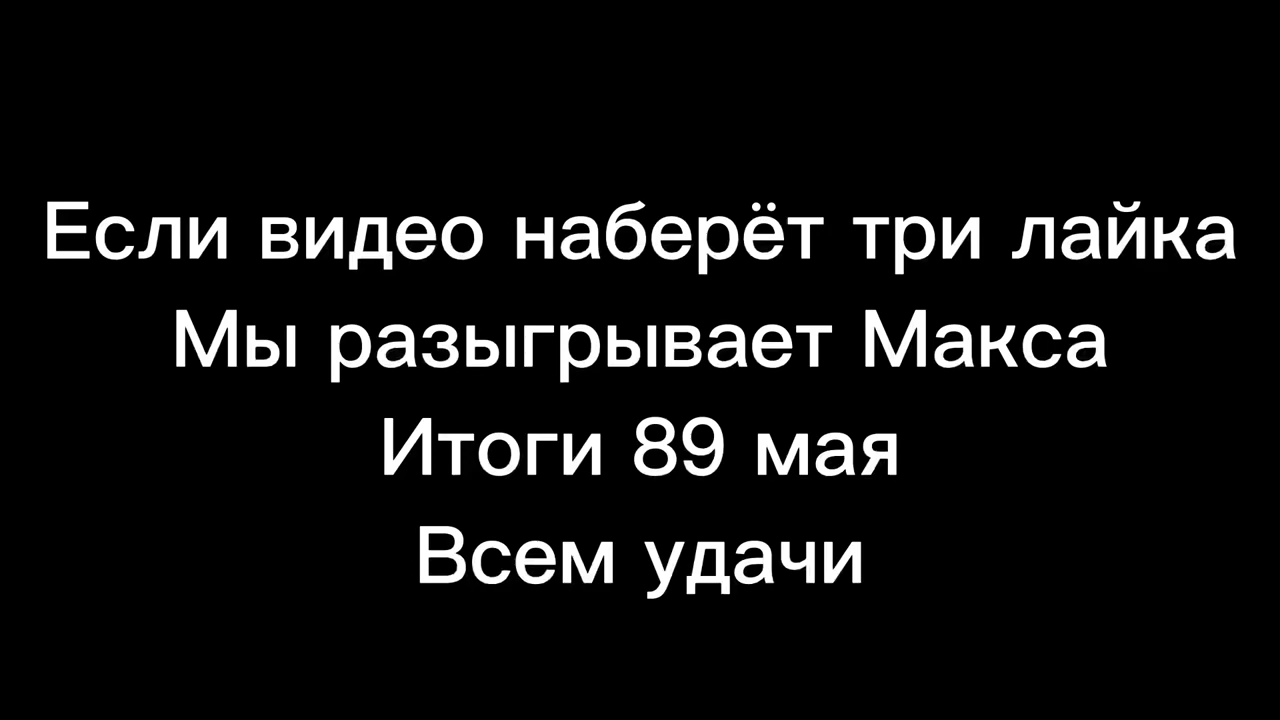 Если видео наберёт три лайка
Мы разыгрывает Макса
Итоги 89 мая
Всем удачи